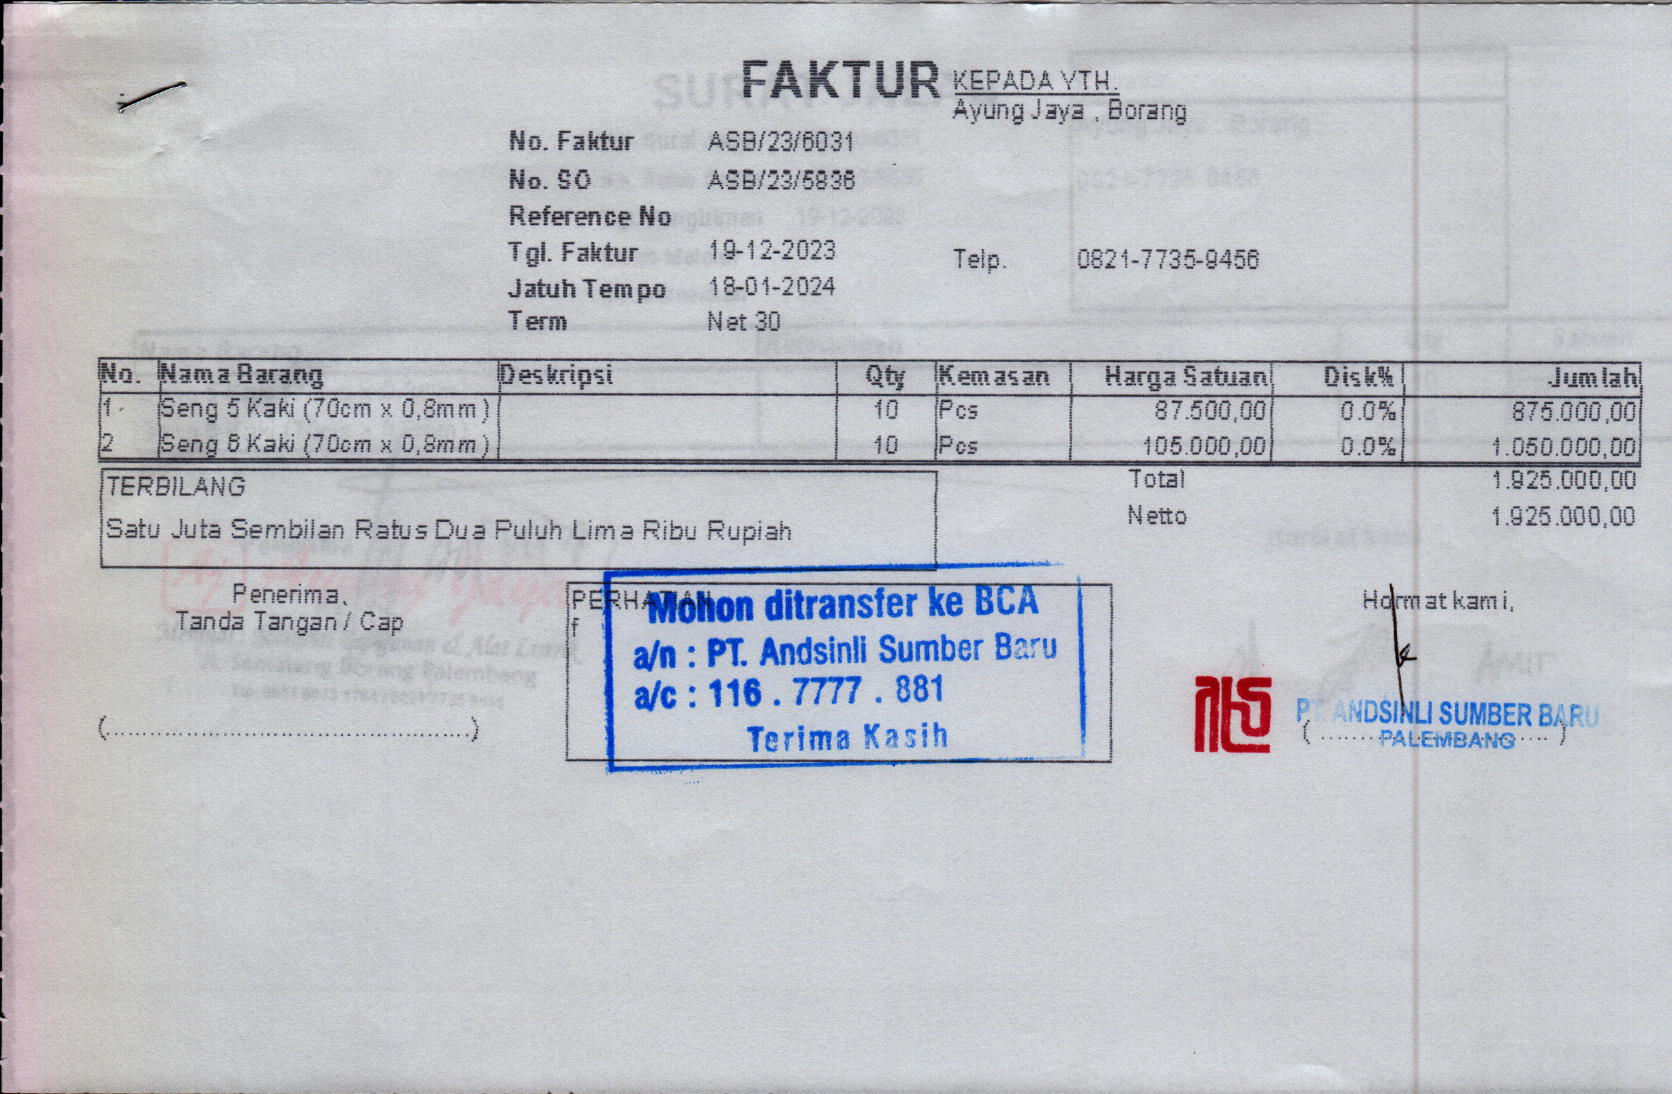 FAKTUR
KEPADA YTH.
Ayung Jaya , Borang
No. Faktur ASB/23/6031
No. SO ASB/23/5836
Reference No
Tgl. Faktur 19-12-2023
Telp. 0821-7735-9456
Jatuh Tempo 18-01-2024
Term Net 30
No. Nama Barang Deskripsi Qty Kemasan Harga Satuan Disk% Jumlah
1 Seng 5 Kaki (70cm x 0,8mm) 10 Pcs 87.500,00 0.0% 875.000,00
2 Seng 6 Kaki (70cm x 0,8mm) 10 Pcs 105.000,00 0.0% 1.050.000,00
TERBILANG
Total 1.925.000,00
Netto 1.925.000,00
Satu Juta Sembilan Ratus Dua Puluh Lima Ribu Rupiah
Penerima,
Tanda Tangan / Cap
(...............................................)
PERHATIAN
f
Mohon ditransfer ke BCA
a/n : PT. Andsinli Sumber Baru
a/c : 116 . 7777 . 881
Terima Kasih
Hormat kami,
PT. ANDSINLI SUMBER BARU
PALEMBANG